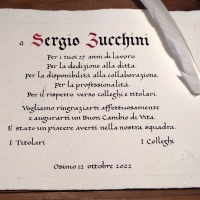 a Sergio Zucchini
Per i tuoi 27 anni di lavoro.
Per la dedizione alla ditta.
Per la disponibilità alla collaborazione.
Per la professionalità.
Per il rispetto verso colleghi e titolari.
Vogliamo ringraziarti affettuosamente
e augurarti un Buon Cambio di Vita.
È stato un piacere averti nella nostra squadra.
I Titolari I Colleghi
Osimo 12 ottobre 2022